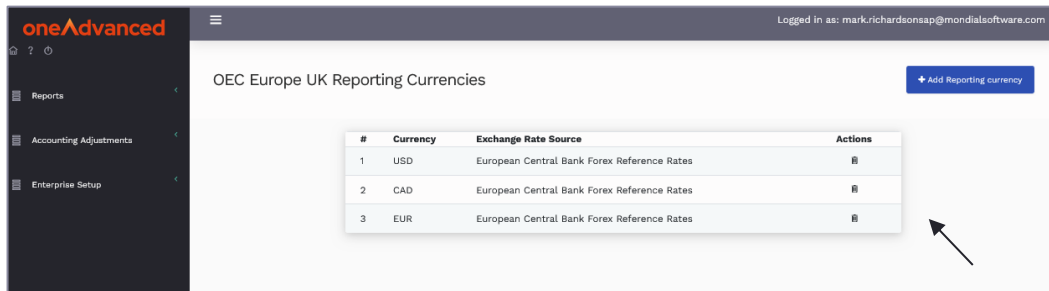 oneAdvanced
Logged in as: mark.richardsonsap@mondialsoftware.com
?
Reports
Accounting Adjustments
Enterprise Setup
OEC Europe UK Reporting Currencies
+ Add Reporting currency
# Currency Exchange Rate Source Actions
1 USD European Central Bank Forex Reference Rates
2 CAD European Central Bank Forex Reference Rates
3 EUR European Central Bank Forex Reference Rates